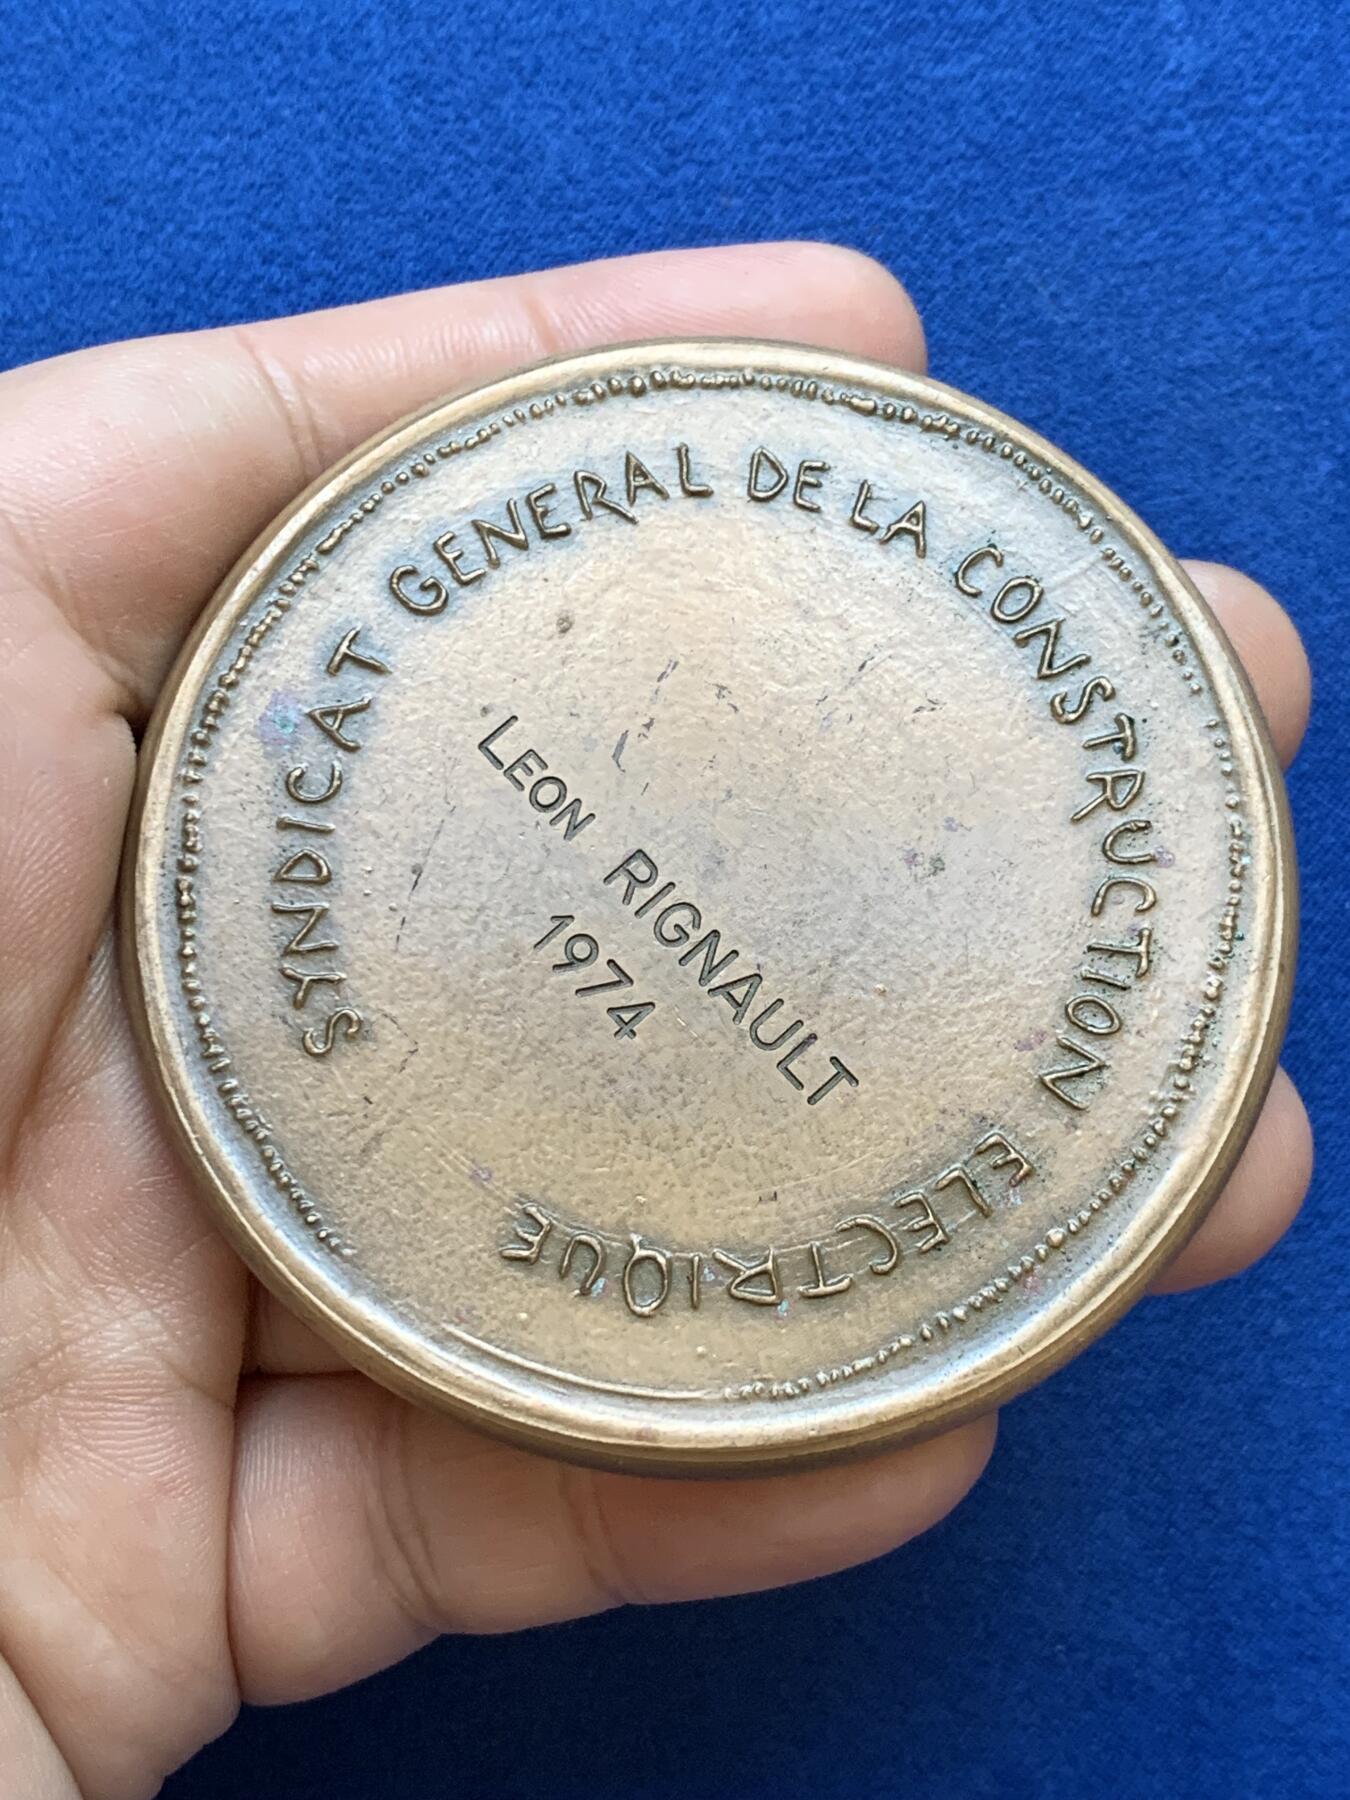 SYNDICAT GENERAL DE LA CONSTRUCTION ELECTRIQUE
LEON RIGNAULT
1974